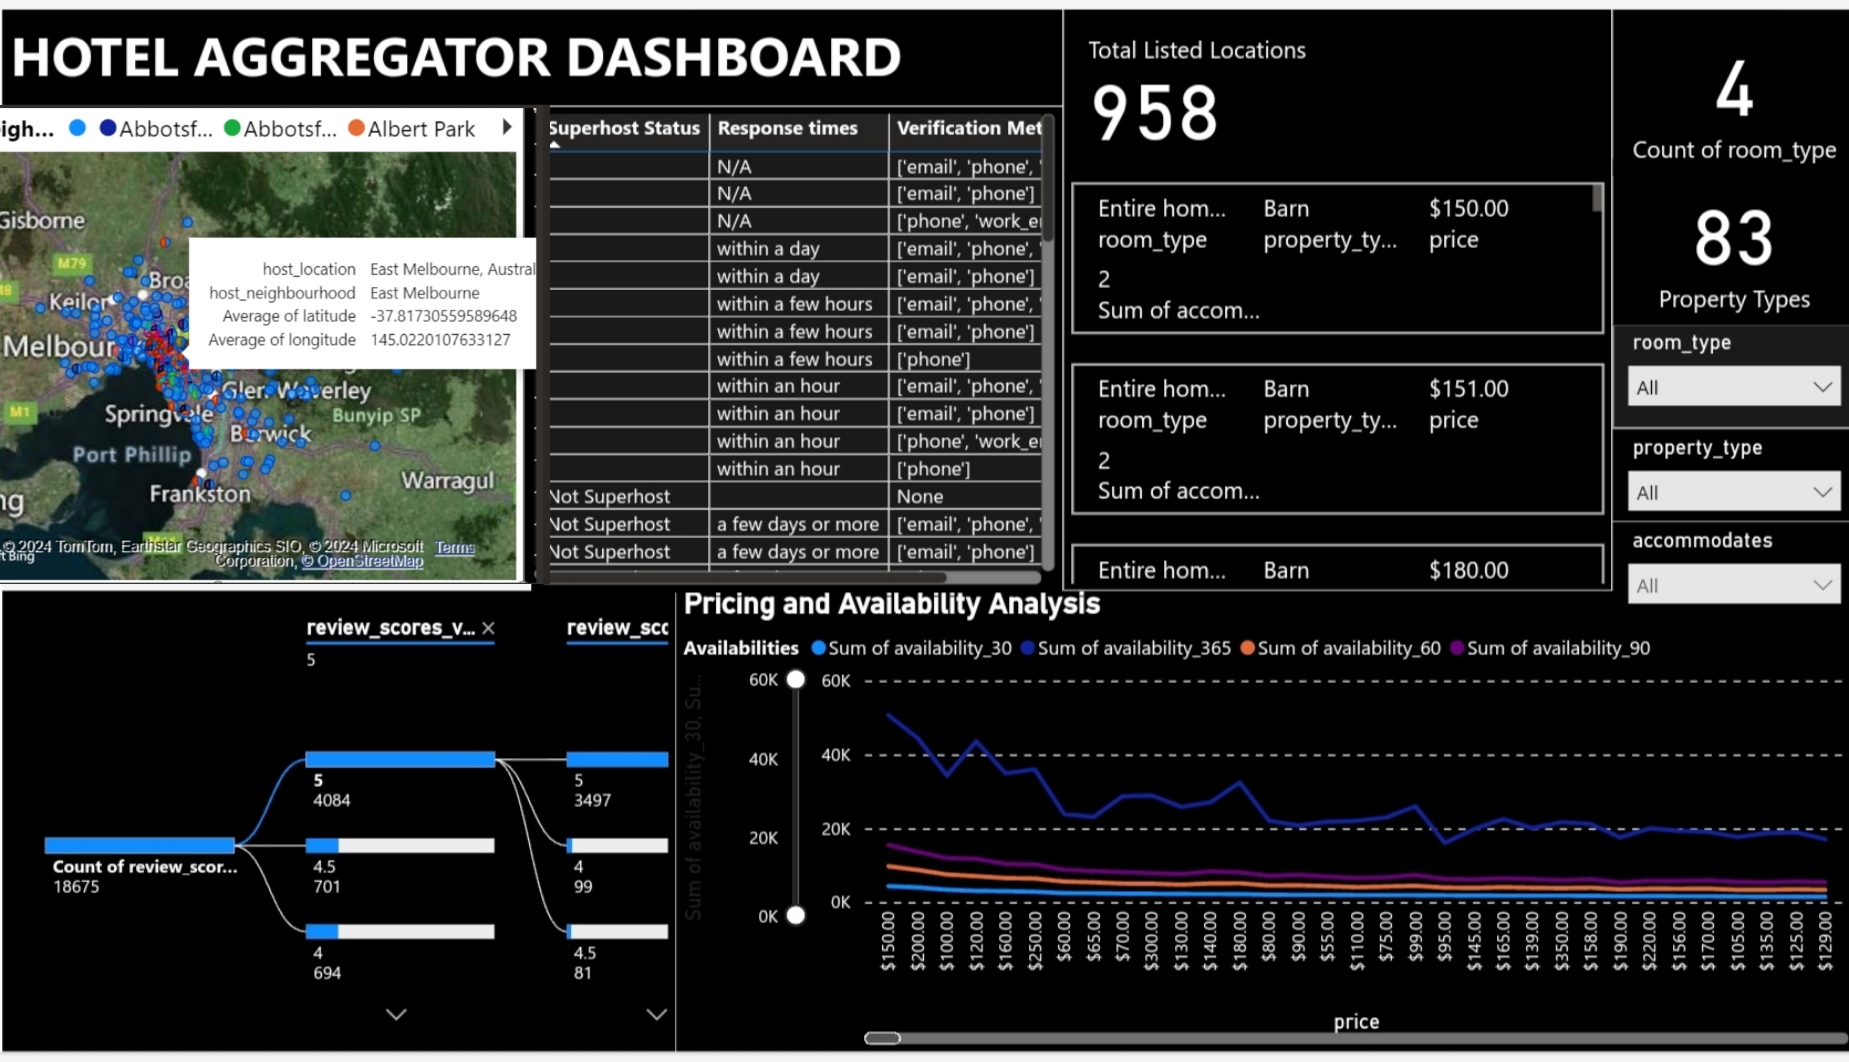 HOTEL AGGREGATOR DASHBOARD
Total Listed Locations
958
4
Count of room_type
83
Property Types
igh... Abbotsf... Abbotsf... Albert Park
Gisborne
M79
Broa
Keilor
Melbour
Glen Waverley
M1
Springvale
Bunyip SP
Berwick
Port Phillip
Warragul
Frankston
ng
© 2024 TomTom, Earthstar Geographics SIO, © 2024 Microsoft Terms
Corporation, © OpenStreetMap
t Bing
host_location East Melbourne, Austral
host_neighbourhood East Melbourne
Average of latitude -37.81730559589648
Average of longitude 145.0220107633127
Superhost Status Response times Verification Met
N/A ['email', 'phone', '
N/A ['email', 'phone']
N/A ['phone', 'work_e
within a day ['email', 'phone', '
within a day ['email', 'phone']
within a few hours ['email', 'phone', '
within a few hours ['email', 'phone']
within a few hours ['phone']
within an hour ['email', 'phone', '
within an hour ['email', 'phone']
within an hour ['phone', 'work_e
within an hour ['phone']
Not Superhost None
Not Superhost a few days or more ['email', 'phone', '
Not Superhost a few days or more ['email', 'phone']
Entire hom... Barn $150.00
room_type property_ty... price
2
Sum of accom...
Entire hom... Barn $151.00
room_type property_ty... price
2
Sum of accom...
Entire hom... Barn $180.00
room_type
All
property_type
All
accommodates
All
review_scores_v... ×
5
review_sco
Count of review_scor...
18675
5
4084
4.5
701
4
694
5
3497
4
99
4.5
81
Pricing and Availability Analysis
Availabilities Sum of availability_30 Sum of availability_365 Sum of availability_60 Sum of availability_90
Sum of availability_30, Su...
60K
40K
20K
0K
60K
40K
20K
0K
$150.00 $200.00 $100.00 $120.00 $160.00 $250.00 $60.00 $65.00 $70.00 $300.00 $130.00 $140.00 $180.00 $80.00 $90.00 $55.00 $110.00 $75.00 $99.00 $95.00 $145.00 $165.00 $139.00 $350.00 $158.00 $190.00 $220.00 $156.00 $170.00 $105.00 $135.00 $125.00 $129.00
price